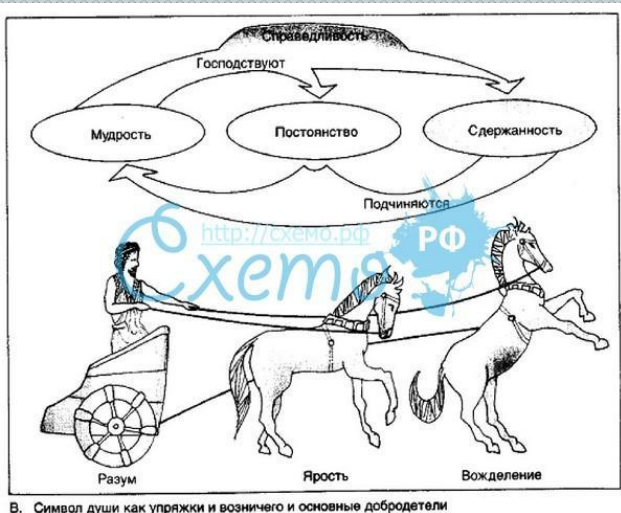 Справедливость
Господствуют
Мудрость
Постоянство
Сдержанность
Подчиняются
http://схемо.рф
Схемо
РФ
Разум
Ярость
Вожделение
В. Символ души как упряжки и возничего и основные добродетели